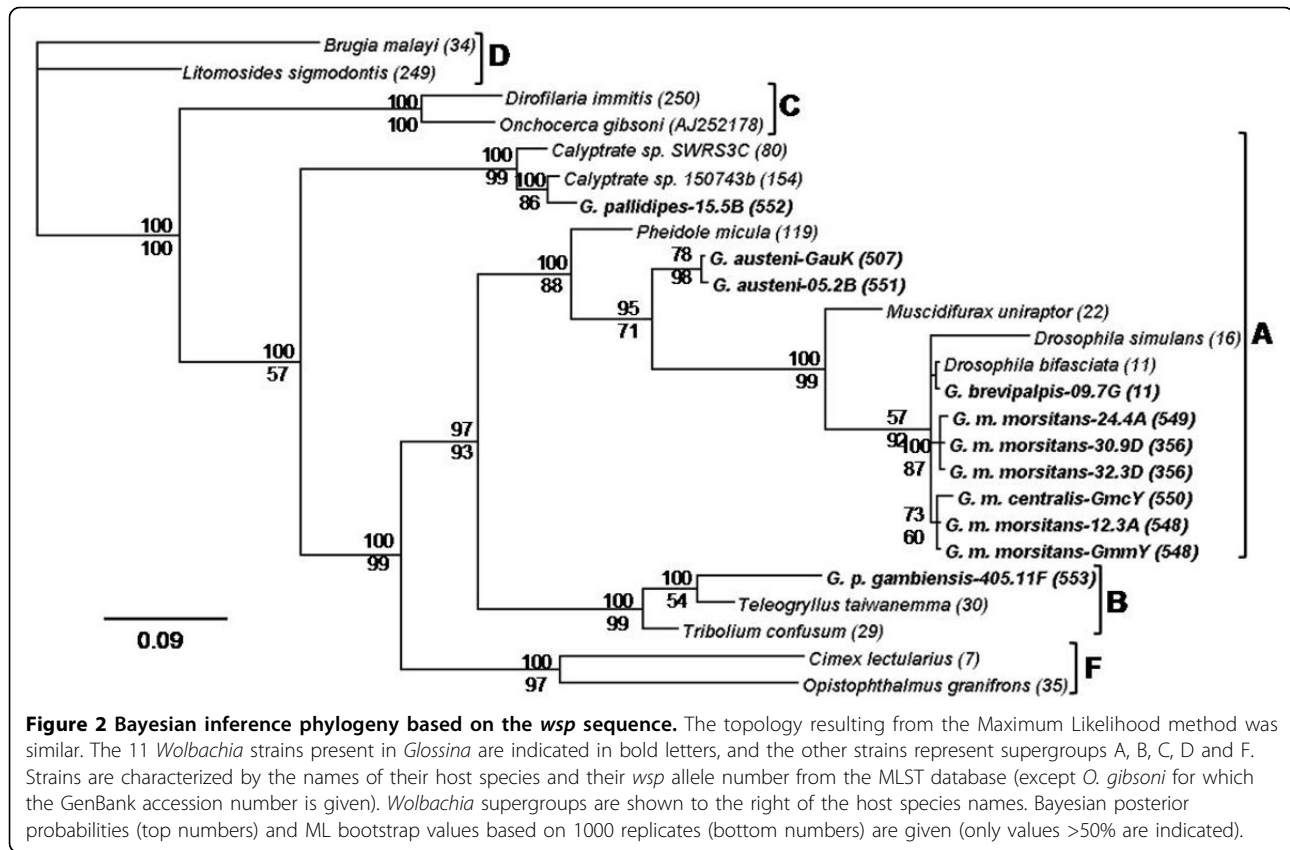 Brugia malayi (34)
D
Litomosides sigmodontis (249)
Dirofilaria immitis (250)
100
100
C
Onchocerca gibsoni (AJ252178)
A
Calyptrate sp. SWRS3C (80)
100
99
Calyptrate sp. 150743b (154)
100
86
G. pallidipes-15.5B (552)
100
100
Pheidole micula (119)
100
88
G. austeni-GauK (507)
78
98
G. austeni-05.2B (551)
95
71
Muscidifurax uniraptor (22)
Drosophila simulans (16)
100
57
100
99
Drosophila bifasciata (11)
G. brevipalpis-09.7G (11)
57
92
G. m. morsitans-24.4A (549)
100
87
G. m. morsitans-30.9D (356)
G. m. morsitans-32.3D (356)
97
93
G. m. centralis-GmcY (550)
73
60
G. m. morsitans-12.3A (548)
G. m. morsitans-GmmY (548)
100
99
G. p. gambiensis-405.11F (553)
100
54
B
Teleogryllus taiwanemma (30)
100
99
Tribolium confusum (29)
0.09
Cimex lectularius (7)
100
97
F
Opistophthalmus granifrons (35)
Figure 2 Bayesian inference phylogeny based on the wsp sequence. The topology resulting from the Maximum Likelihood method was
similar. The 11 Wolbachia strains present in Glossina are indicated in bold letters, and the other strains represent supergroups A, B, C, D and F.
Strains are characterized by the names of their host species and their wsp allele number from the MLST database (except O. gibsoni for which
the GenBank accession number is given). Wolbachia supergroups are shown to the right of the host species names. Bayesian posterior
probabilities (top numbers) and ML bootstrap values based on 1000 replicates (bottom numbers) are given (only values >50% are indicated).